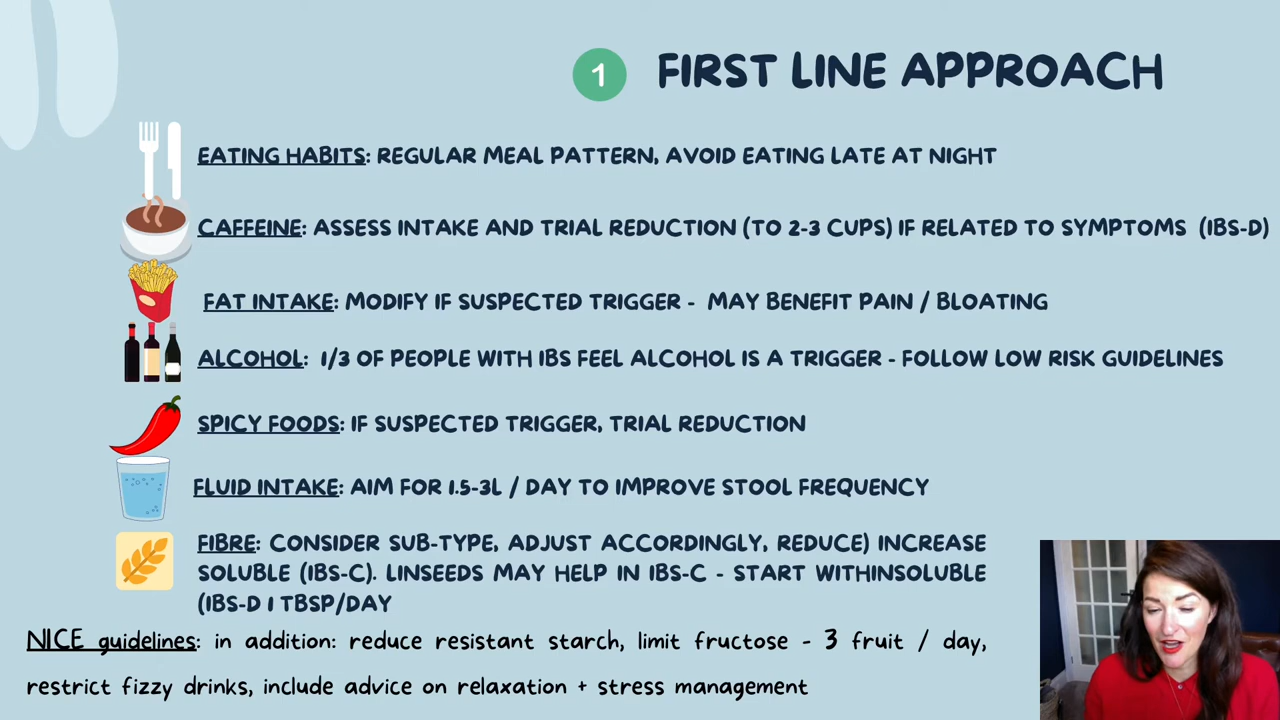 1 FIRST LINE APPROACH
EATING HABITS: REGULAR MEAL PATTERN, AVOID EATING LATE AT NIGHT
CAFFEINE: ASSESS INTAKE AND TRIAL REDUCTION (TO 2-3 CUPS) IF RELATED TO SYMPTOMS (IBS-D)
FAT INTAKE: MODIFY IF SUSPECTED TRIGGER - MAY BENEFIT PAIN / BLOATING
ALCOHOL: 1/3 OF PEOPLE WITH IBS FEEL ALCOHOL IS A TRIGGER - FOLLOW LOW RISK GUIDELINES
SPICY FOODS: IF SUSPECTED TRIGGER, TRIAL REDUCTION
FLUID INTAKE: AIM FOR 1.5-3L / DAY TO IMPROVE STOOL FREQUENCY
FIBRE: CONSIDER SUB-TYPE, ADJUST ACCORDINGLY, REDUCE) INCREASE
SOLUBLE (IBS-C). LINSEEDS MAY HELP IN IBS-C - START WITHINSOLUBLE
(IBS-D 1 TBSP/DAY
NICE guidelines: in addition: reduce resistant starch, limit fructose - 3 fruit / day,
restrict fizzy drinks, include advice on relaxation + stress management